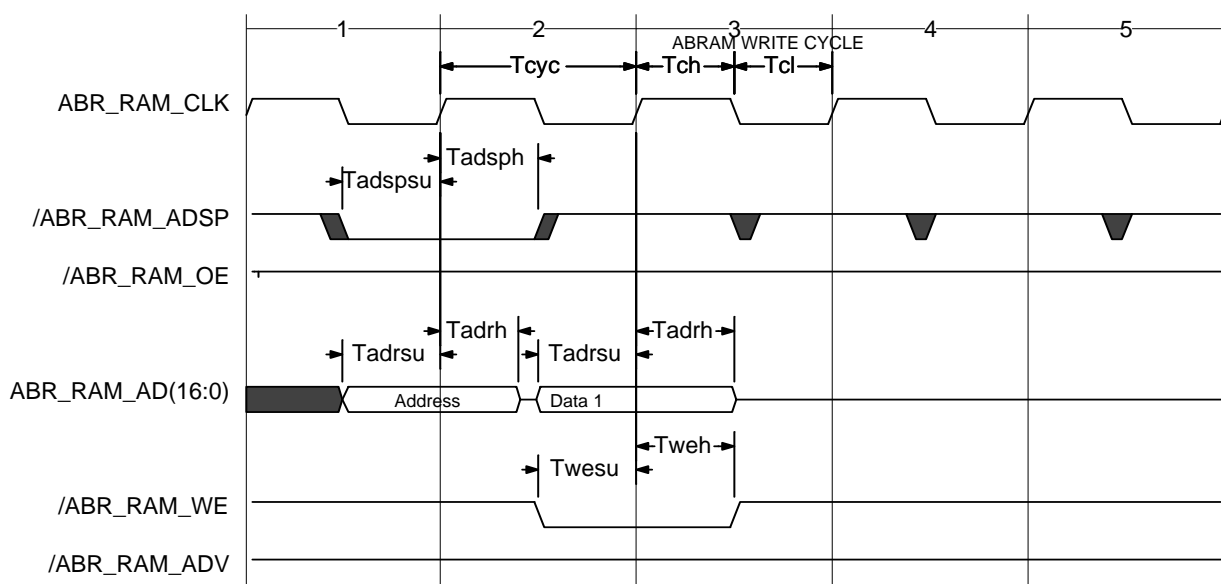 1 2 3 4 5
ABRAM WRITE CYCLE
Tcyc Tch Tcl
ABR_RAM_CLK
Tadsph
Tadspsu
/ABR_RAM_ADSP
/ABR_RAM_OE
Tadrh Tadrh
Tadrsu Tadrsu
ABR_RAM_AD(16:0)
Address Data 1
Tweh
Twesu
/ABR_RAM_WE
/ABR_RAM_ADV